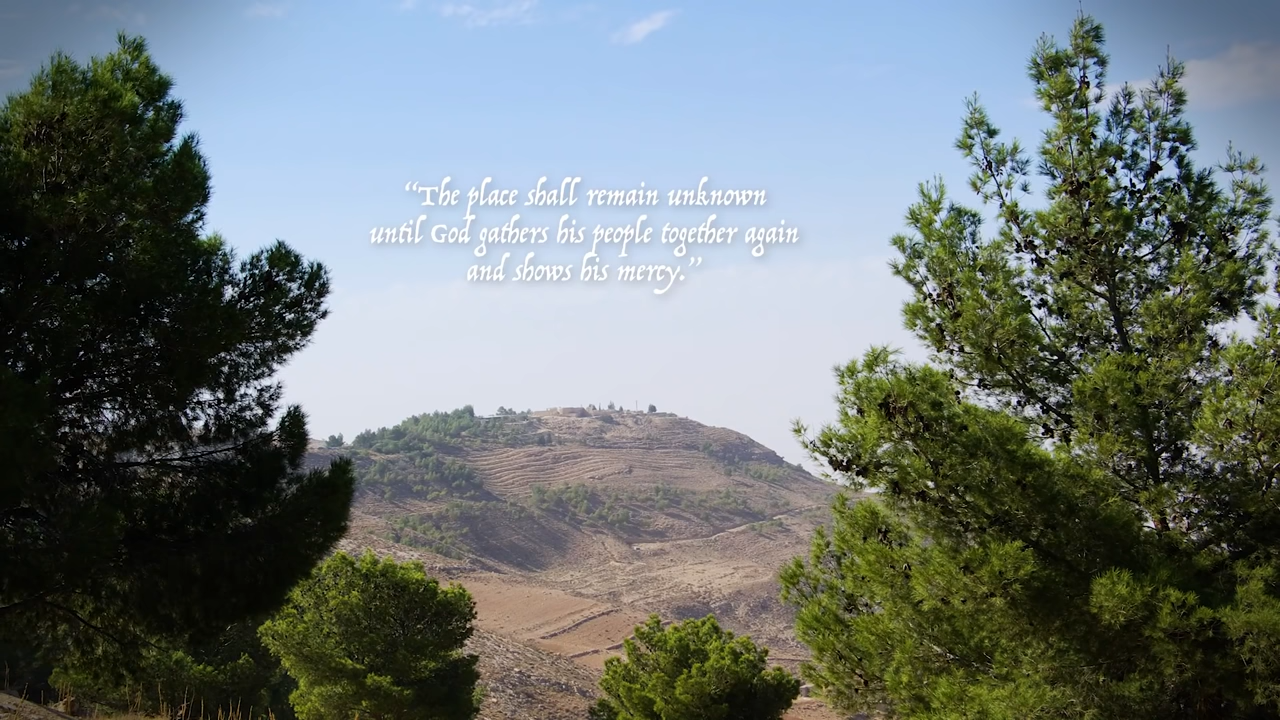 “The place shall remain unknown
until God gathers his people together again
and shows his mercy.”